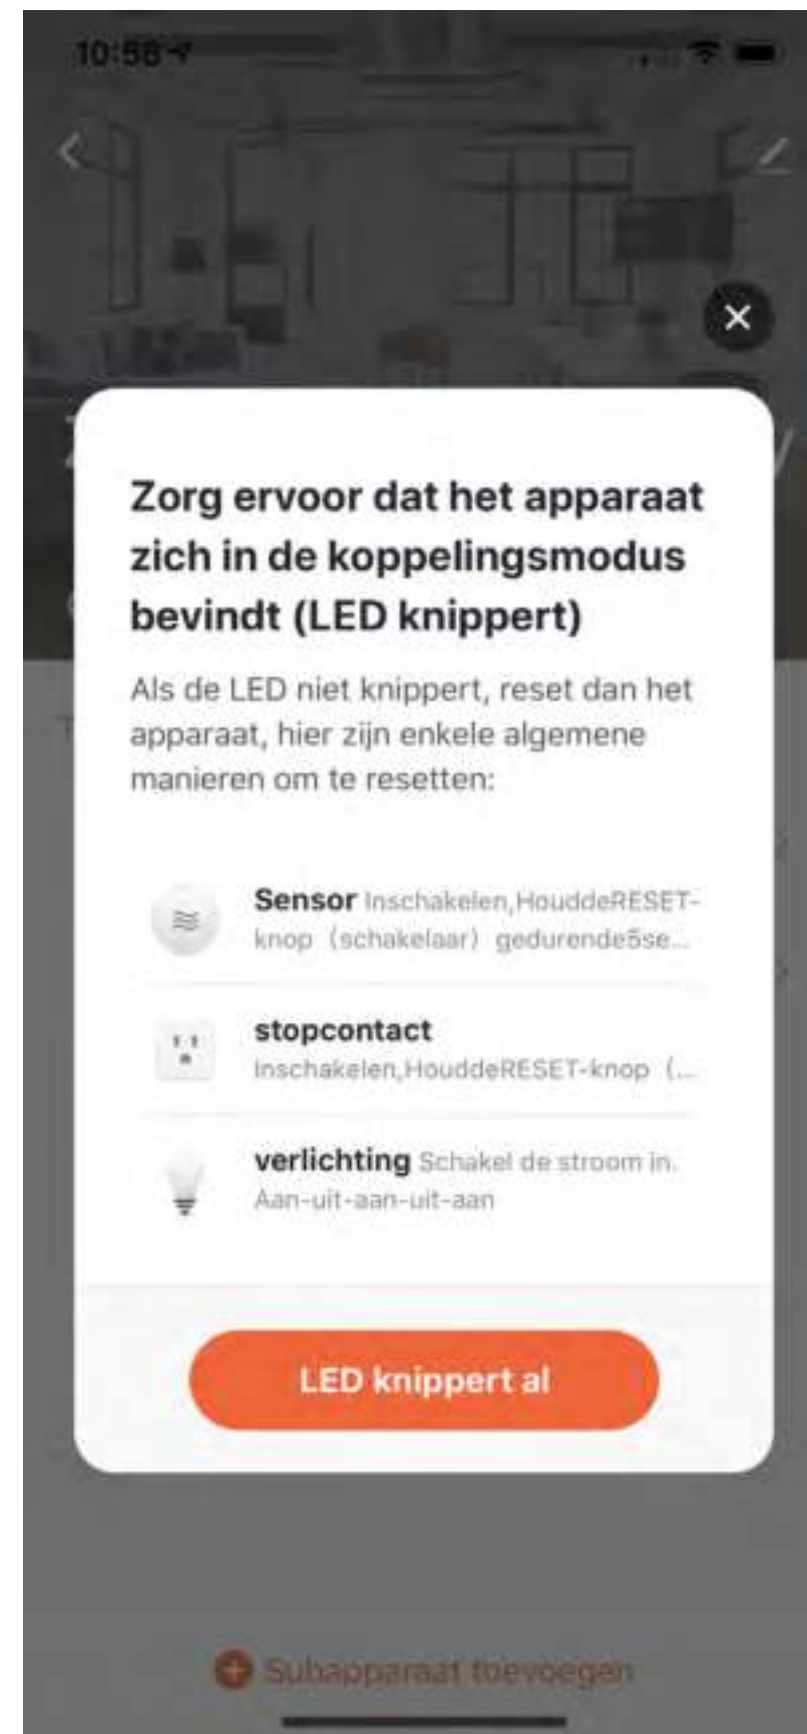 10:58
Zorg ervoor dat het apparaat
zich in de koppelingsmodus
bevindt (LED knippert)
Als de LED niet knippert, reset dan het
apparaat, hier zijn enkele algemene
manieren om te resetten:
Sensor Inschakelen,HouddeRESET-
knop (schakelaar) gedurende5se...
stopcontact
Inschakelen,HouddeRESET-knop (...
verlichting Schakel de stroom in.
Aan-uit-aan-uit-aan
LED knippert al
Subapparaat toevoegen